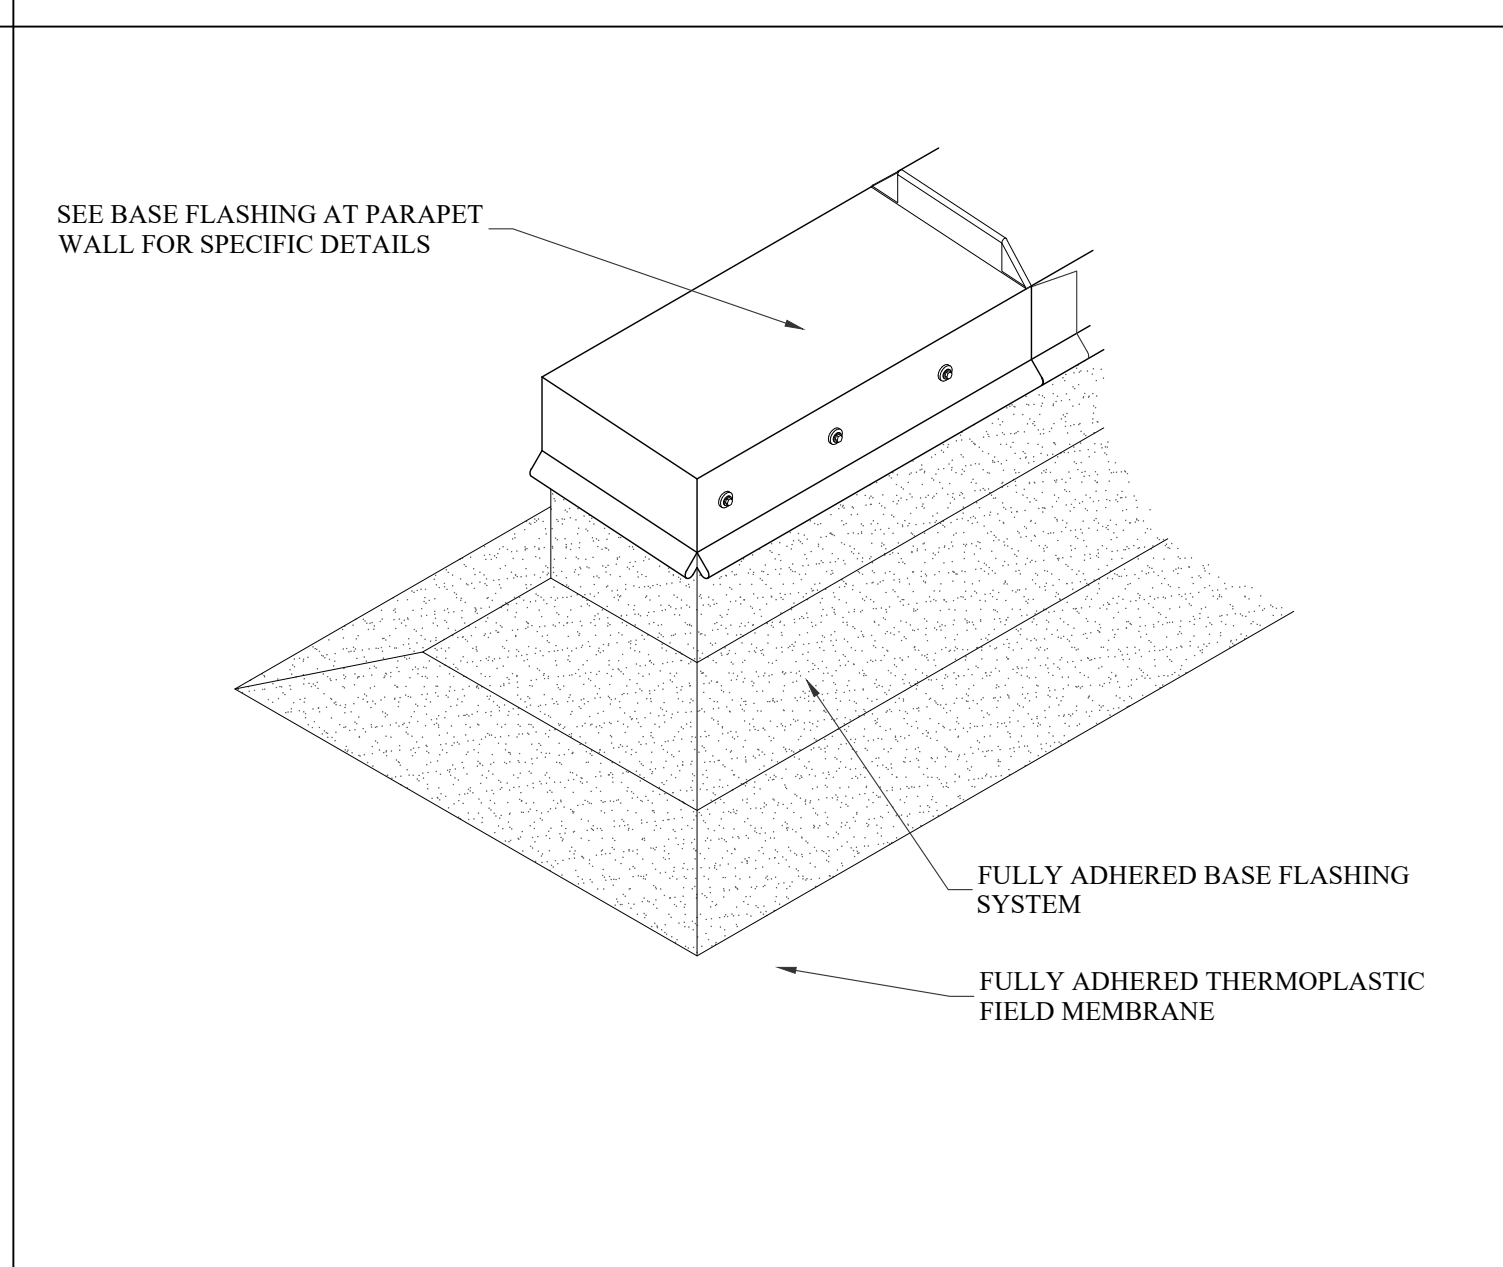 SEE BASE FLASHING AT PARAPET
WALL FOR SPECIFIC DETAILS
FULLY ADHERED BASE FLASHING
SYSTEM
FULLY ADHERED THERMOPLASTIC
FIELD MEMBRANE